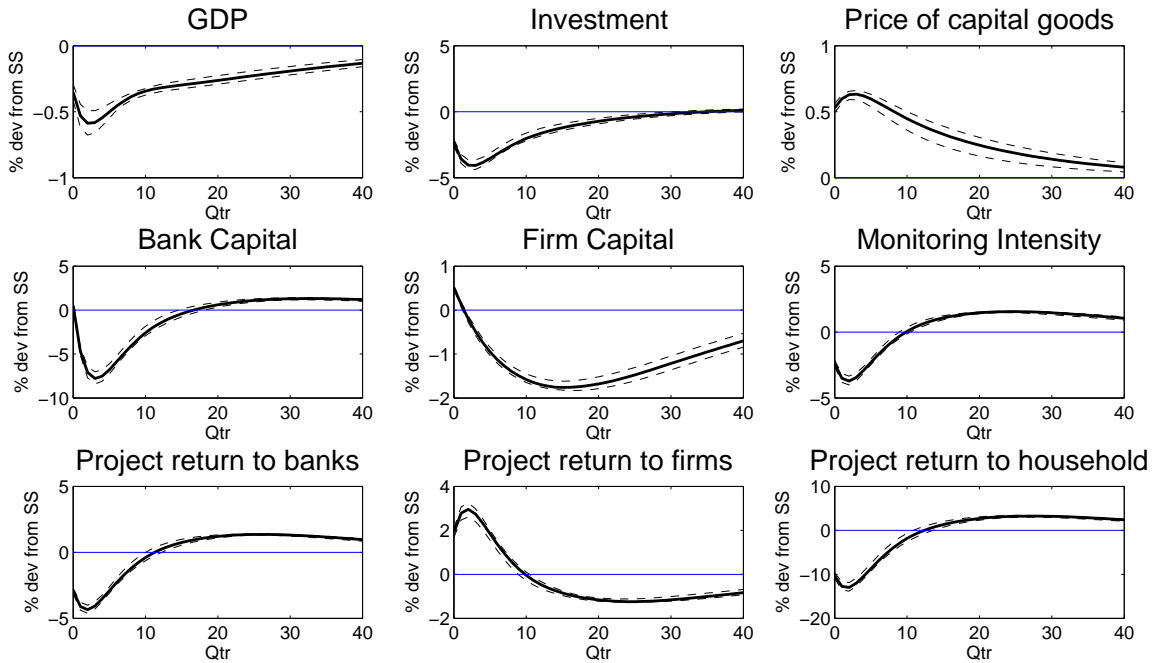 GDP
% dev from SS
0
−0.5
−1
0 10 20 30 40
Qtr
Investment
% dev from SS
5
0
−5
0 10 20 30 40
Qtr
Price of capital goods
% dev from SS
1
0.5
0
0 10 20 30 40
Qtr
Bank Capital
% dev from SS
5
0
−5
−10
0 10 20 30 40
Qtr
Firm Capital
% dev from SS
1
0
−1
−2
0 10 20 30 40
Qtr
Monitoring Intensity
% dev from SS
5
0
−5
0 10 20 30 40
Qtr
Project return to banks
% dev from SS
5
0
−5
0 10 20 30 40
Qtr
Project return to firms
% dev from SS
4
2
0
−2
0 10 20 30 40
Qtr
Project return to household
% dev from SS
10
0
−10
−20
0 10 20 30 40
Qtr